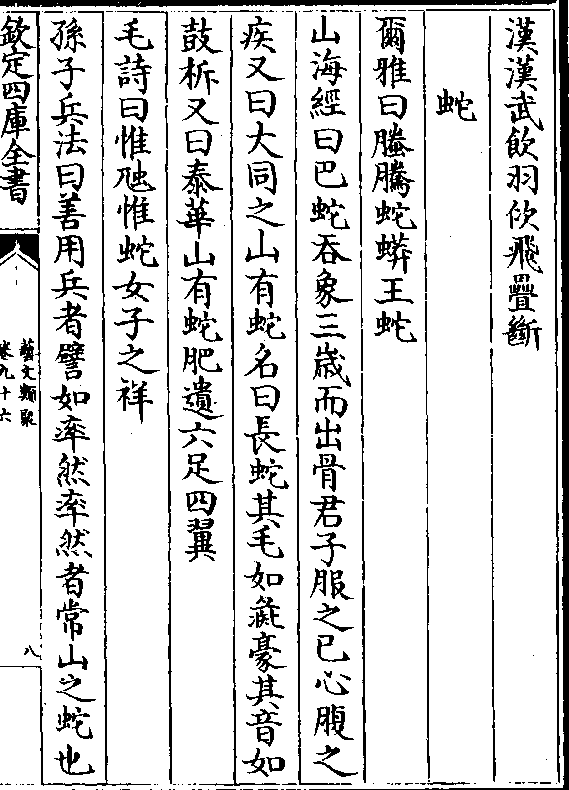 漢漢武飲羽佽飛疊斷
蛇
爾雅曰螣騰蛇蟒王蛇
山海經曰巴蛇吞象三歳而出骨君子服之已心腹之
疾又曰大同之山有蛇名曰長蛇其毛如彘豪其音如
鼓柝又曰泰華山有蛇肥遺六足四翼
毛詩曰惟虺惟蛇女子之祥
孫子兵法曰善用兵者譬如率然率然者常山之蛇也
欽定四庫全書
藝文類聚
卷九十六
八